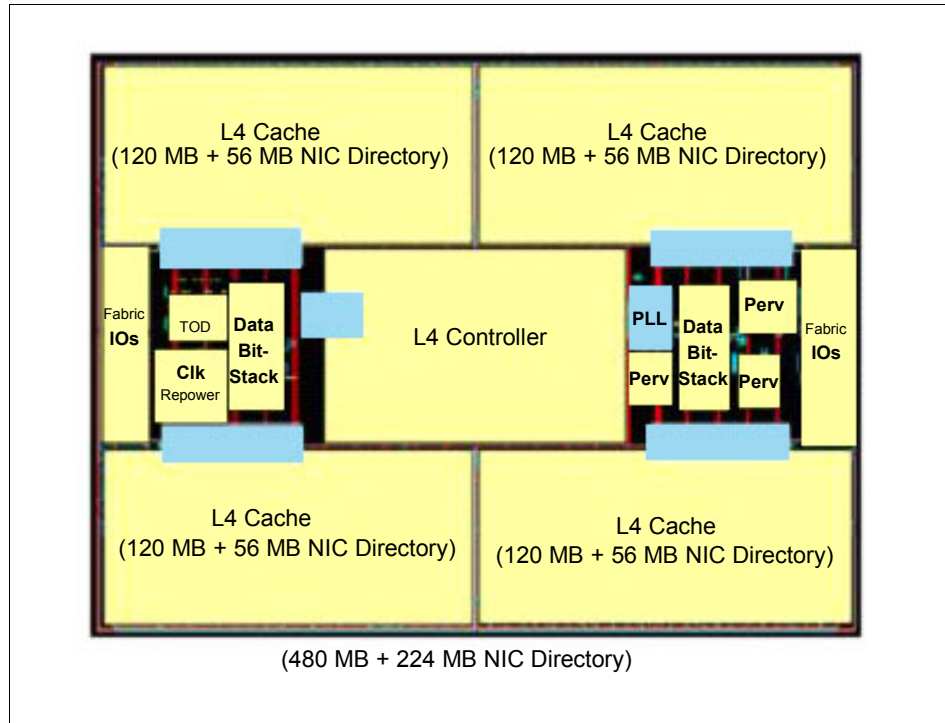 L4 Cache
(120 MB + 56 MB NIC Directory)
L4 Cache
(120 MB + 56 MB NIC Directory)
Fabric
IOs
TOD
Clk
Repower
Data
Bit-
Stack
L4 Controller
PLL
Perv
Data
Bit-
Stack
Perv
Perv
Fabric
IOs
L4 Cache
(120 MB + 56 MB NIC Directory)
L4 Cache
(120 MB + 56 MB NIC Directory)
(480 MB + 224 MB NIC Directory)